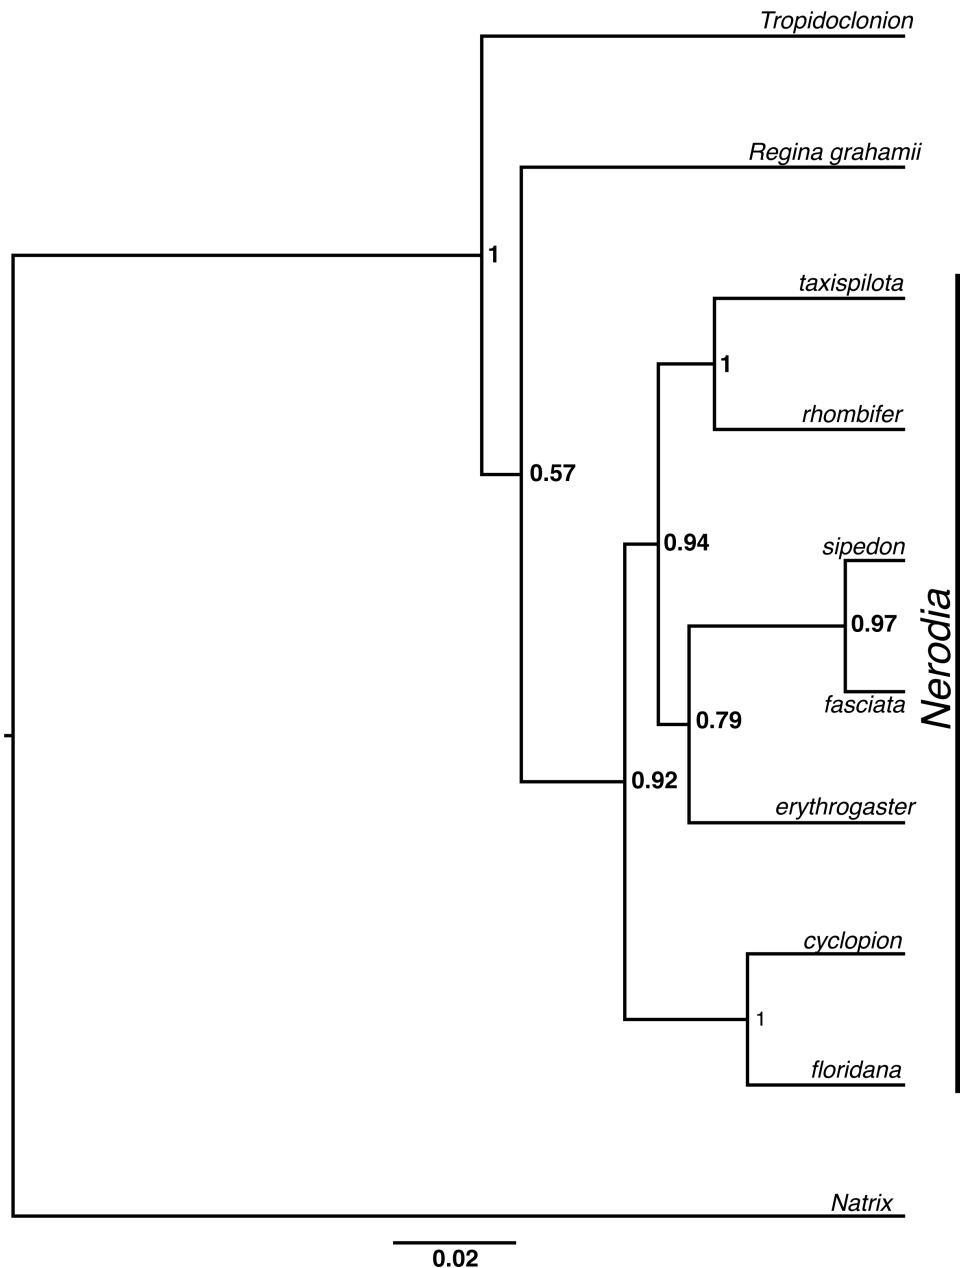 Tropidoclonion
Regina grahamii
1
taxispilota
1
rhombifer
0.57
0.94
sipedon
0.97
fasciata
Nerodia
0.79
0.92
erythrogaster
cyclopion
1
floridana
Natrix
0.02